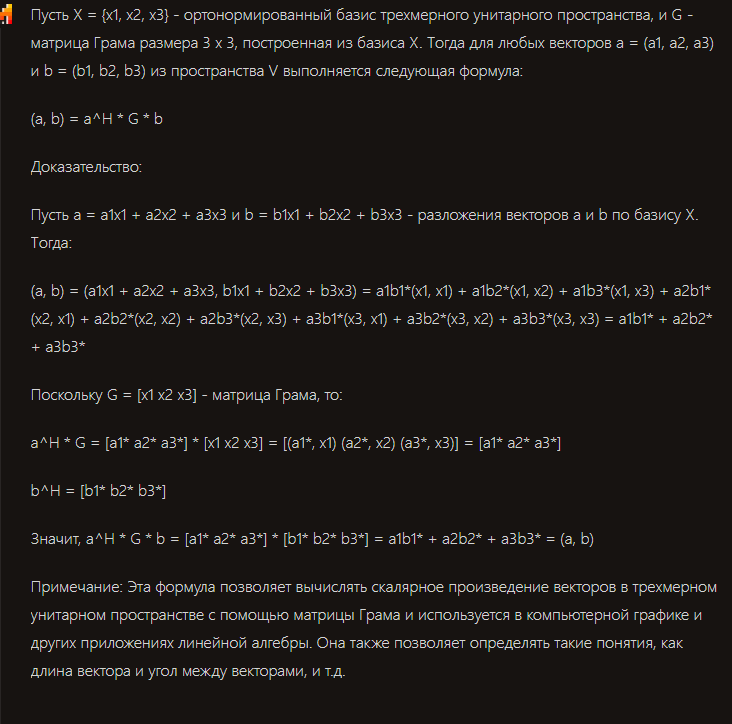 Пусть X = {x1, x2, x3} - ортонормированный базис трехмерного унитарного пространства, и G -
матрица Грама размера 3 x 3, построенная из базиса X. Тогда для любых векторов a = (a1, a2, a3)
и b = (b1, b2, b3) из пространства V выполняется следующая формула:
(a, b) = a^H * G * b
Доказательство:
Пусть a = a1x1 + a2x2 + a3x3 и b = b1x1 + b2x2 + b3x3 - разложения векторов a и b по базису X.
Тогда:
(a, b) = (a1x1 + a2x2 + a3x3, b1x1 + b2x2 + b3x3) = a1b1*(x1, x1) + a1b2*(x1, x2) + a1b3*(x1, x3) + a2b1*
(x2, x1) + a2b2*(x2, x2) + a2b3*(x2, x3) + a3b1*(x3, x1) + a3b2*(x3, x2) + a3b3*(x3, x3) = a1b1* + a2b2*
+ a3b3*
Поскольку G = [x1 x2 x3] - матрица Грама, то:
a^H * G = [a1* a2* a3*] * [x1 x2 x3] = [(a1*, x1) (a2*, x2) (a3*, x3)] = [a1* a2* a3*]
b^H = [b1* b2* b3*]
Значит, a^H * G * b = [a1* a2* a3*] * [b1* b2* b3*] = a1b1* + a2b2* + a3b3* = (a, b)
Примечание: Эта формула позволяет вычислять скалярное произведение векторов в трехмерном
унитарном пространстве с помощью матрицы Грама и используется в компьютерной графике и
других приложениях линейной алгебры. Она также позволяет определять такие понятия, как
длина вектора и угол между векторами, и т.д.